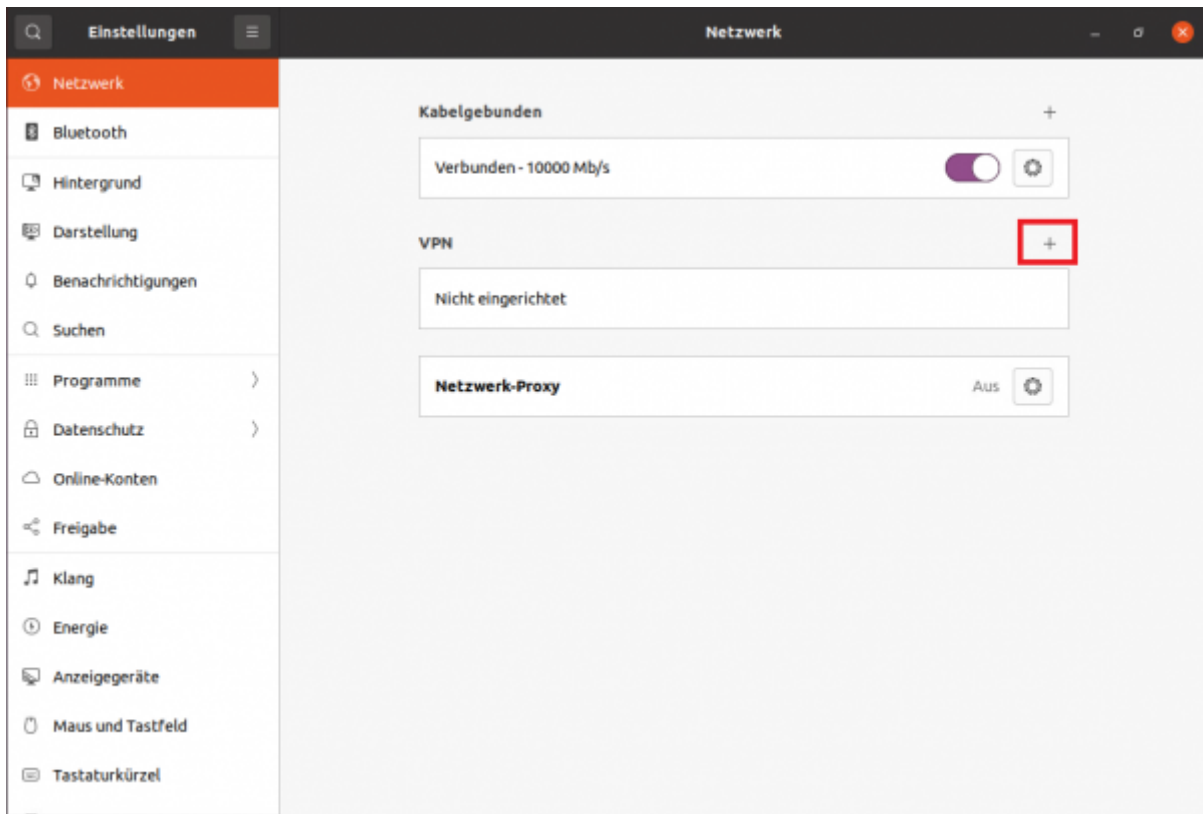 Einstellungen
Netzwerk
Netzwerk
Bluetooth
Hintergrund
Darstellung
Benachrichtigungen
Suchen
Programme
Datenschutz
Online-Konten
Freigabe
Klang
Energie
Anzeigegeräte
Maus und Tastfeld
Tastaturkürzel
Kabelgebunden
Verbunden - 10000 Mb/s
VPN
Nicht eingerichtet
Netzwerk-Proxy Aus